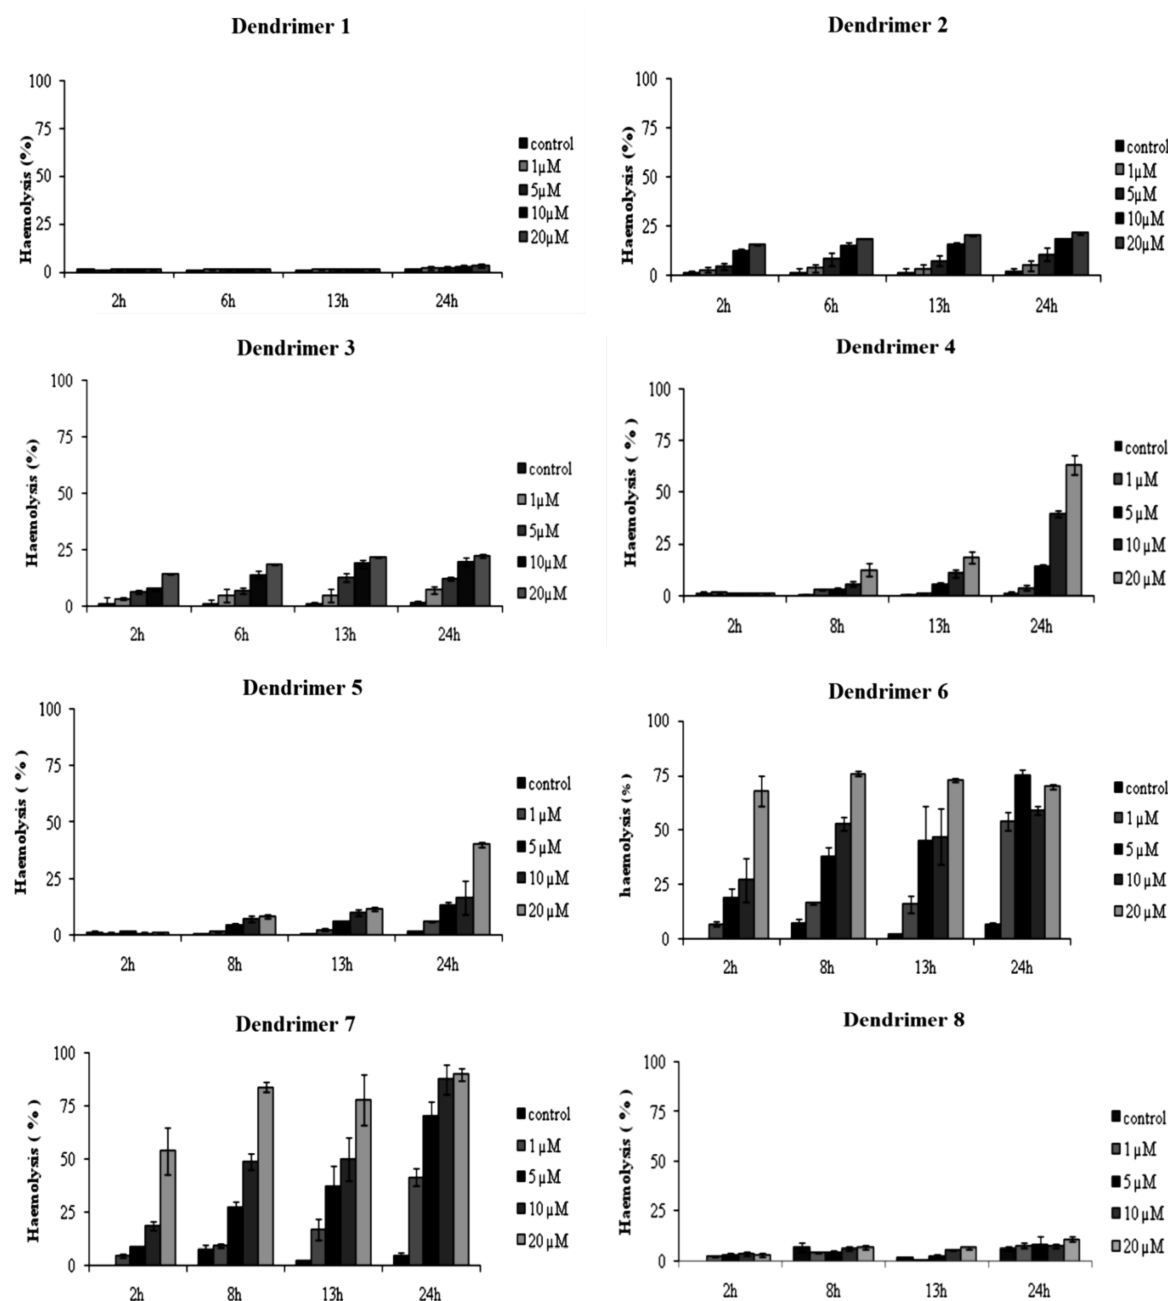 Dendrimer 1
Haemolysis (%)
100
75
50
25
0
2h 6h 13h 24h
control
1µM
5µM
10µM
20µM
Dendrimer 2
Haemolysis (%)
100
75
50
25
0
2h 6h 13h 24h
control
1µM
5µM
10µM
20µM
Dendrimer 3
Haemolysis (%)
100
75
50
25
0
2h 6h 13h 24h
control
1µM
5µM
10µM
20µM
Dendrimer 4
Haemolysis ( % )
100
75
50
25
0
2h 8h 13h 24h
control
1 µM
5 µM
10 µM
20 µM
Dendrimer 5
Haemolysis ( % )
100
75
50
25
0
2h 8h 13h 24h
control
1 µM
5 µM
10 µM
20 µM
Dendrimer 6
haemolysis (%)
100
75
50
25
0
2h 8h 13h 24h
control
1 µM
5 µM
10 µM
20 µM
Dendrimer 7
Haemolysis ( % )
100
75
50
25
0
2h 8h 13h 24h
control
1 µM
5 µM
10 µM
20 µM
Dendrimer 8
Haemolysis ( % )
100
75
50
25
0
2h 8h 13h 24h
control
1 µM
5 µM
10 µM
20 µM